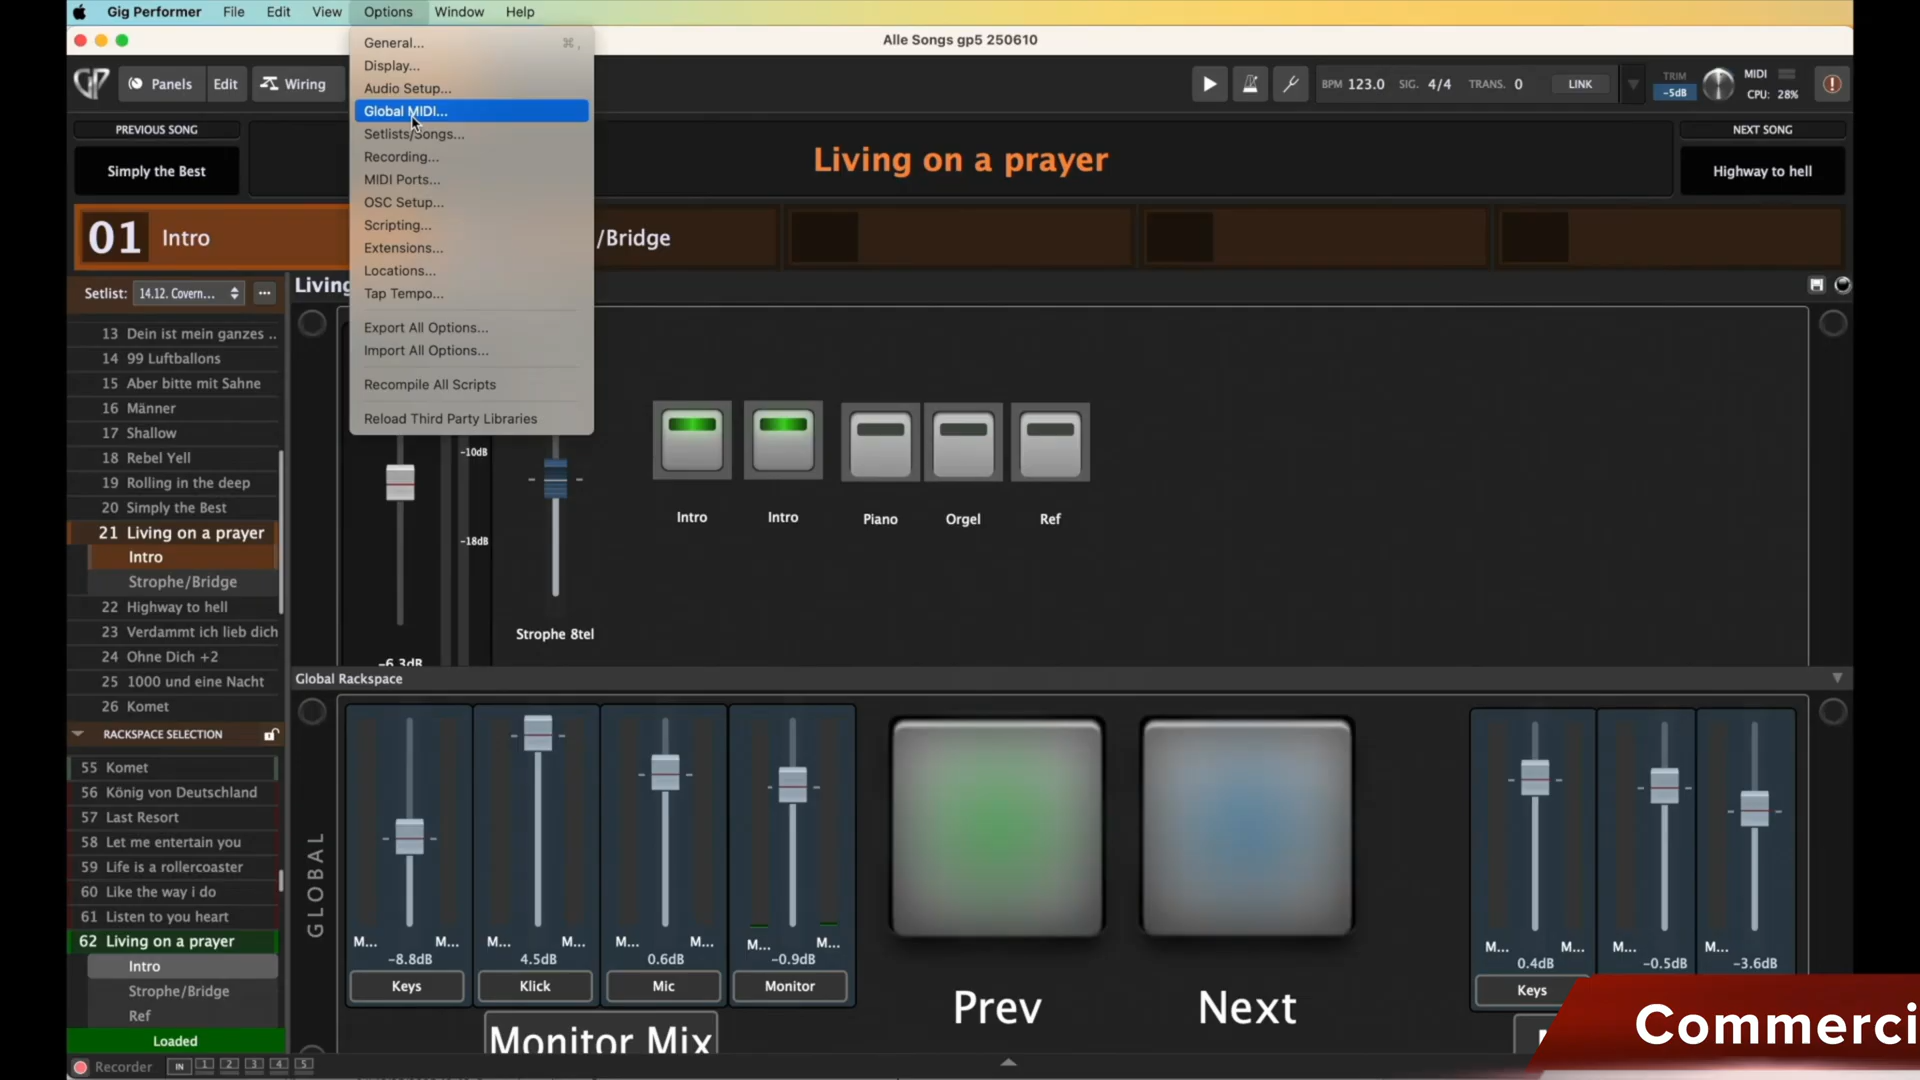 Gig Performer File Edit View Options Window Help
Alle Songs gp5 250610
General... ⌘ ,
Display...
Audio Setup...
Global MIDI...
Setlists/Songs...
Recording...
MIDI Ports...
OSC Setup...
Scripting...
Extensions...
Locations...
Tap Tempo...
Export All Options...
Import All Options...
Recompile All Scripts
Reload Third Party Libraries
Panels Edit Wiring
BPM 123.0 SIG. 4/4 TRANS. 0 LINK
TRIM
-5dB
MIDI
CPU: 28%
PREVIOUS SONG
Simply the Best
Living on a prayer
NEXT SONG
Highway to hell
01 Intro
/Bridge
Setlist: 14.12. Covern... ...
Living
13 Dein ist mein ganzes ..
14 99 Luftballons
15 Aber bitte mit Sahne
16 Männer
17 Shallow
18 Rebel Yell
19 Rolling in the deep
20 Simply the Best
21 Living on a prayer
Intro
Strophe/Bridge
22 Highway to hell
23 Verdammt ich lieb dich
24 Ohne Dich +2
25 1000 und eine Nacht
26 Komet
RACKSPACE SELECTION
55 Komet
56 König von Deutschland
57 Last Resort
58 Let me entertain you
59 Life is a rollercoaster
60 Like the way i do
61 Listen to you heart
62 Living on a prayer
Intro
Strophe/Bridge
Ref
Loaded
Recorder IN 1 2 3 4 5
-10dB
-18dB
-6.3dB
Strophe 8tel
Intro Intro Piano Orgel Ref
Global Rackspace
GLOBAL
M... M... M... M... M... M... M... M...
-8.8dB 4.5dB 0.6dB -0.9dB
Keys Klick Mic Monitor
Monitor Mix
Prev Next
M... M... M... M...
0.4dB -0.5dB -3.6dB
Keys
Commerci